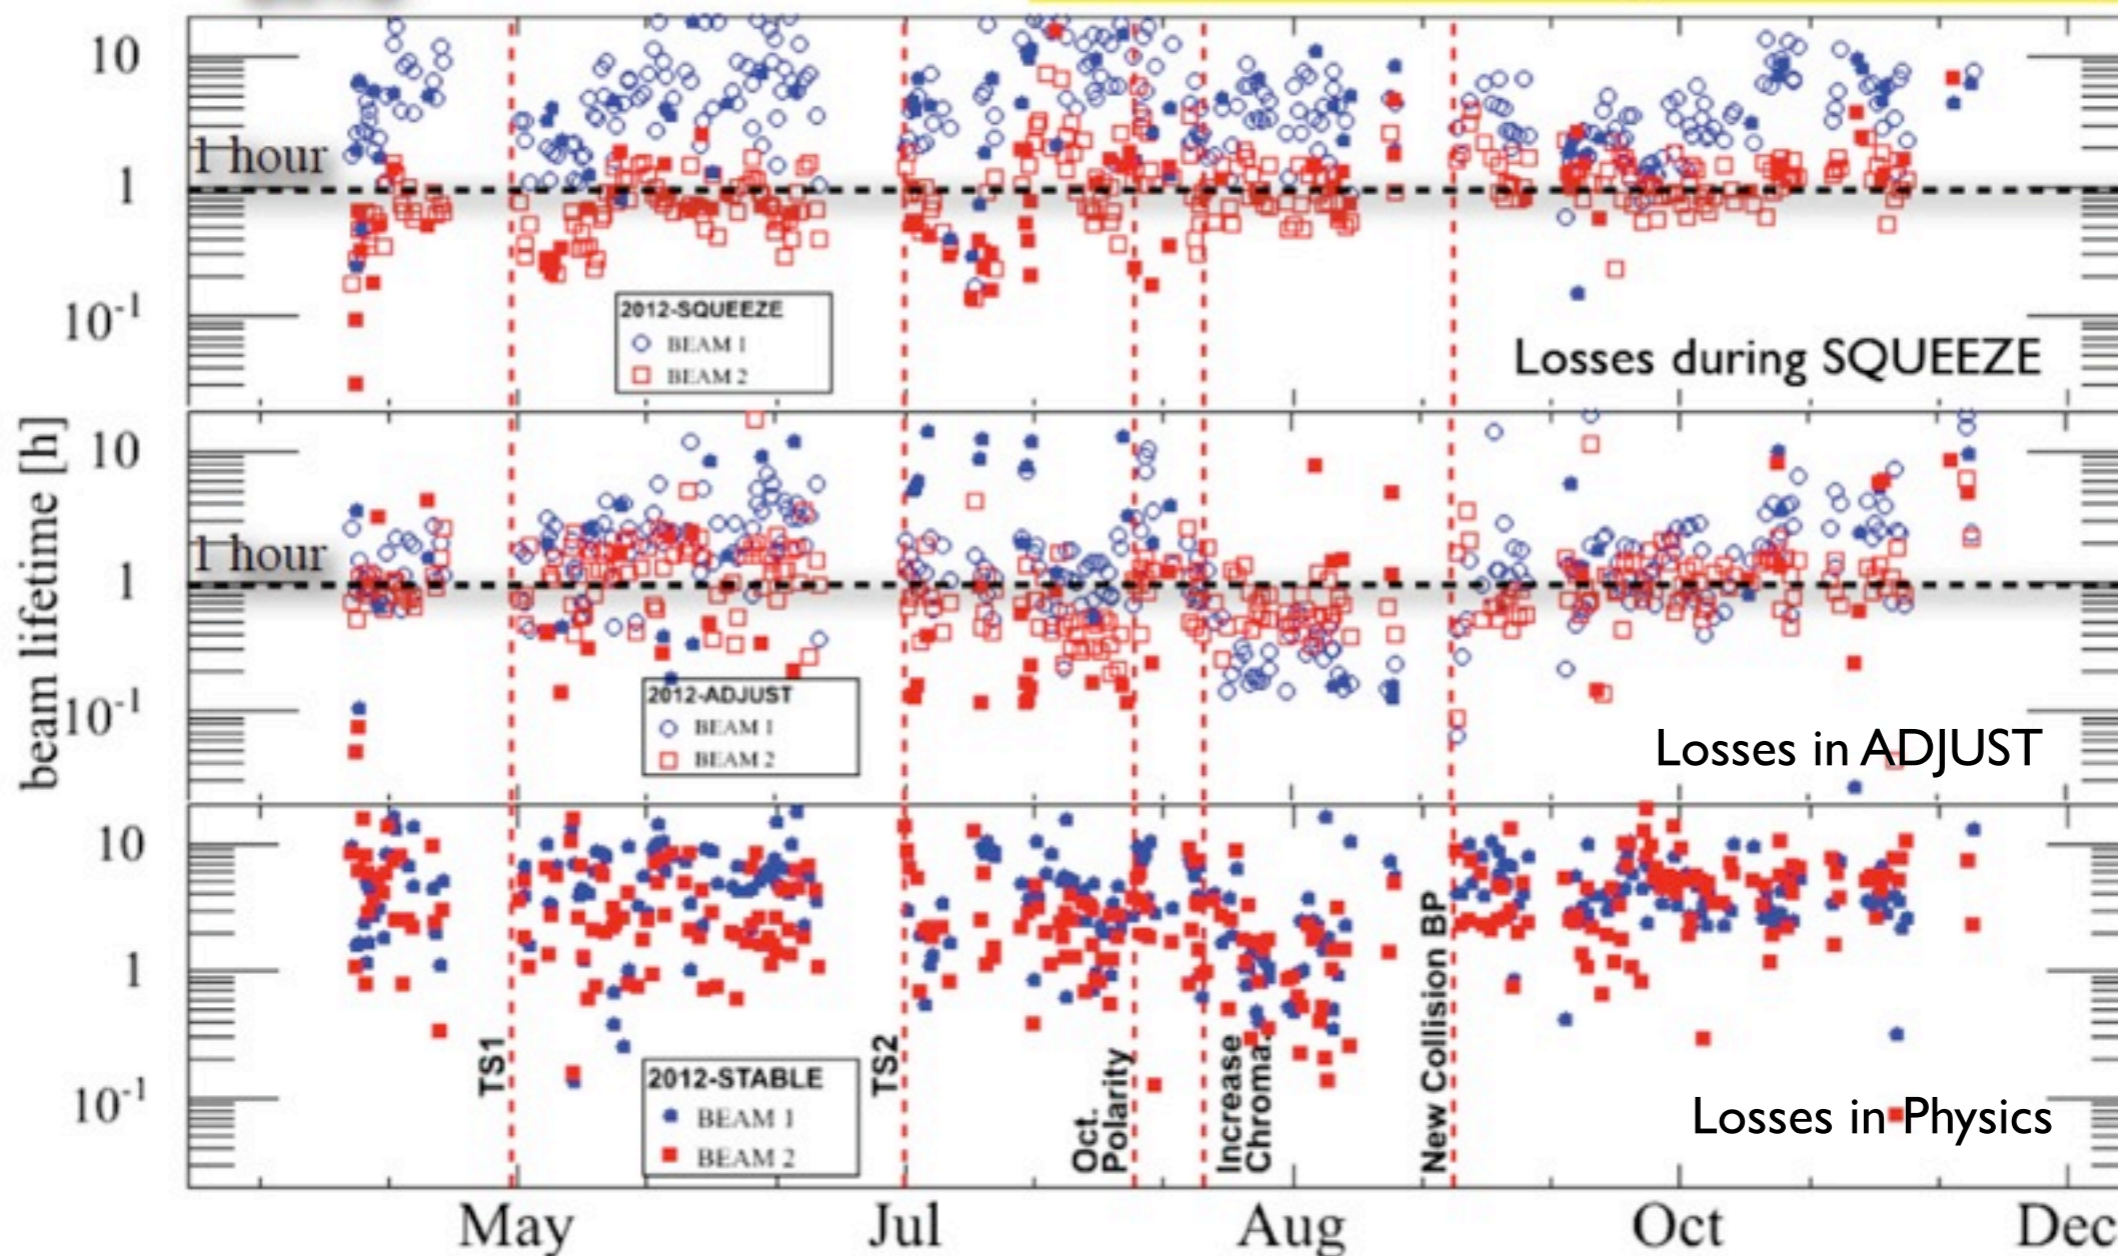 10
1 hour
1
10-1
2012-SQUEEZE
BEAM 1
BEAM 2
Losses during SQUEEZE
beam lifetime [h]
10
1 hour
1
10-1
2012-ADJUST
BEAM 1
BEAM 2
Losses in ADJUST
10
1
10-1
TS1
2012-STABLE
BEAM 1
BEAM 2
TS2
Oct.
Polarity
Increase
Chroma.
New Collision BP
Losses in Physics
May Jul Aug Oct Dec